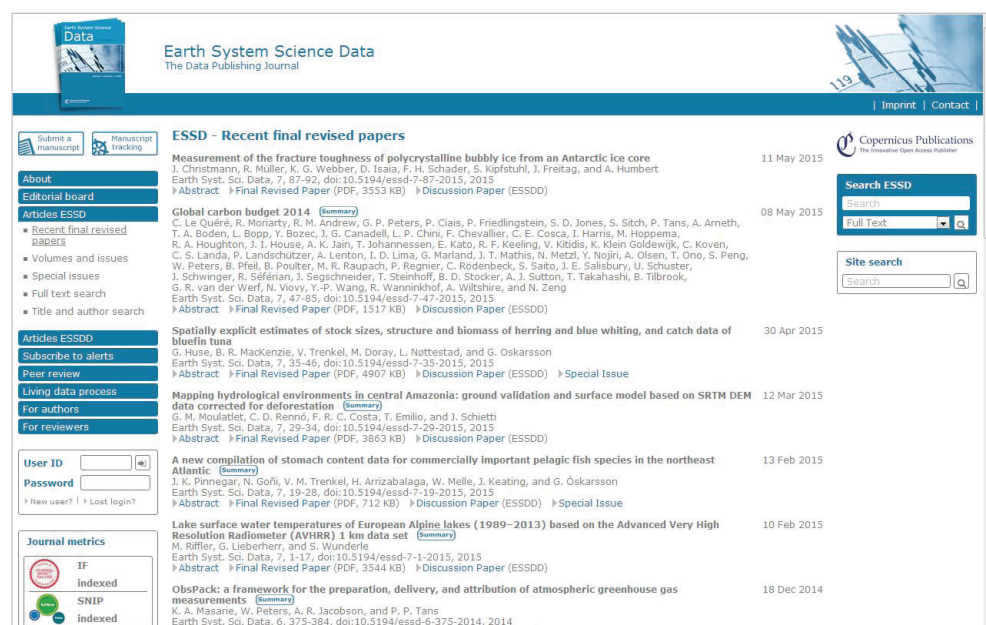 Earth System Science
Data
Earth System Science Data
The Data Publishing Journal
119
| Imprint | Contact |
Submit a
manuscript
Manuscript
tracking
About
Editorial board
Articles ESSD
Recent final revised
papers
Volumes and issues
Special issues
Full text search
Title and author search
Articles ESSDD
Subscribe to alerts
Peer review
Living data process
For authors
For reviewers
User ID
Password
New user? | Lost login?
Journal metrics
IF
indexed
SNIP
indexed
ESSD - Recent final revised papers
Measurement of the fracture toughness of polycrystalline bubbly ice from an Antarctic ice core 11 May 2015
J. Christmann, R. Müller, K. G. Webber, D. Isaia, F. H. Schader, S. Kipfstuhl, J. Freitag, and A. Humbert
Earth Syst. Sci. Data, 7, 87-92, doi:10.5194/essd-7-87-2015, 2015
Abstract Final Revised Paper (PDF, 3553 KB) Discussion Paper (ESSDD)
Global carbon budget 2014 Summary 08 May 2015
C. Le Quéré, R. Moriarty, R. M. Andrew, G. P. Peters, P. Ciais, P. Friedlingstein, S. D. Jones, S. Sitch, P. Tans, A. Arneth,
T. A. Boden, L. Bopp, Y. Bozec, J. G. Canadell, L. P. Chini, F. Chevallier, C. E. Cosca, I. Harris, M. Hoppema,
R. A. Houghton, J. I. House, A. K. Jain, T. Johannessen, E. Kato, R. F. Keeling, V. Kitidis, K. Klein Goldewijk, C. Koven,
C. S. Landa, P. Landschützer, A. Lenton, I. D. Lima, G. Marland, J. T. Mathis, N. Metzl, Y. Nojiri, A. Olsen, T. Ono, S. Peng,
W. Peters, B. Pfeil, B. Poulter, M. R. Raupach, P. Regnier, C. Rödenbeck, S. Saito, J. E. Salisbury, U. Schuster,
J. Schwinger, R. Séférian, J. Segschneider, T. Steinhoff, B. D. Stocker, A. J. Sutton, T. Takahashi, B. Tilbrook,
G. R. van der Werf, N. Viovy, Y.-P. Wang, R. Wanninkhof, A. Wiltshire, and N. Zeng
Earth Syst. Sci. Data, 7, 47-85, doi:10.5194/essd-7-47-2015, 2015
Abstract Final Revised Paper (PDF, 1517 KB) Discussion Paper (ESSDD)
Spatially explicit estimates of stock sizes, structure and biomass of herring and blue whiting, and catch data of 30 Apr 2015
bluefin tuna
G. Huse, B. R. MacKenzie, V. Trenkel, M. Doray, L. Nøttestad, and G. Oskarsson
Earth Syst. Sci. Data, 7, 35-46, doi:10.5194/essd-7-35-2015, 2015
Abstract Final Revised Paper (PDF, 4907 KB) Discussion Paper (ESSDD) Special Issue
Mapping hydrological environments in central Amazonia: ground validation and surface model based on SRTM DEM 12 Mar 2015
data corrected for deforestation Summary
G. M. Moulatlet, C. D. Rennó, F. R. C. Costa, T. Emilio, and J. Schietti
Earth Syst. Sci. Data, 7, 29-34, doi:10.5194/essd-7-29-2015, 2015
Abstract Final Revised Paper (PDF, 3863 KB) Discussion Paper (ESSDD)
A new compilation of stomach content data for commercially important pelagic fish species in the northeast 13 Feb 2015
Atlantic Summary
J. K. Pinnegar, N. Goñi, V. M. Trenkel, H. Arrizabalaga, W. Melle, J. Keating, and G. Óskarsson
Earth Syst. Sci. Data, 7, 19-28, doi:10.5194/essd-7-19-2015, 2015
Abstract Final Revised Paper (PDF, 712 KB) Discussion Paper (ESSDD) Special Issue
Lake surface water temperatures of European Alpine lakes (1989–2013) based on the Advanced Very High 10 Feb 2015
Resolution Radiometer (AVHRR) 1 km data set Summary
M. Riffler, G. Lieberherr, and S. Wunderle
Earth Syst. Sci. Data, 7, 1-17, doi:10.5194/essd-7-1-2015, 2015
Abstract Final Revised Paper (PDF, 3544 KB) Discussion Paper (ESSDD)
ObsPack: a framework for the preparation, delivery, and attribution of atmospheric greenhouse gas 18 Dec 2014
measurements Summary
K. A. Masarie, W. Peters, A. R. Jacobson, and P. P. Tans
Earth Syst. Sci. Data, 6, 375-384, doi:10.5194/essd-6-375-2014, 2014
Copernicus Publications
The Innovative Open Access Publisher
Search ESSD
Search
Full Text
Site search
Search